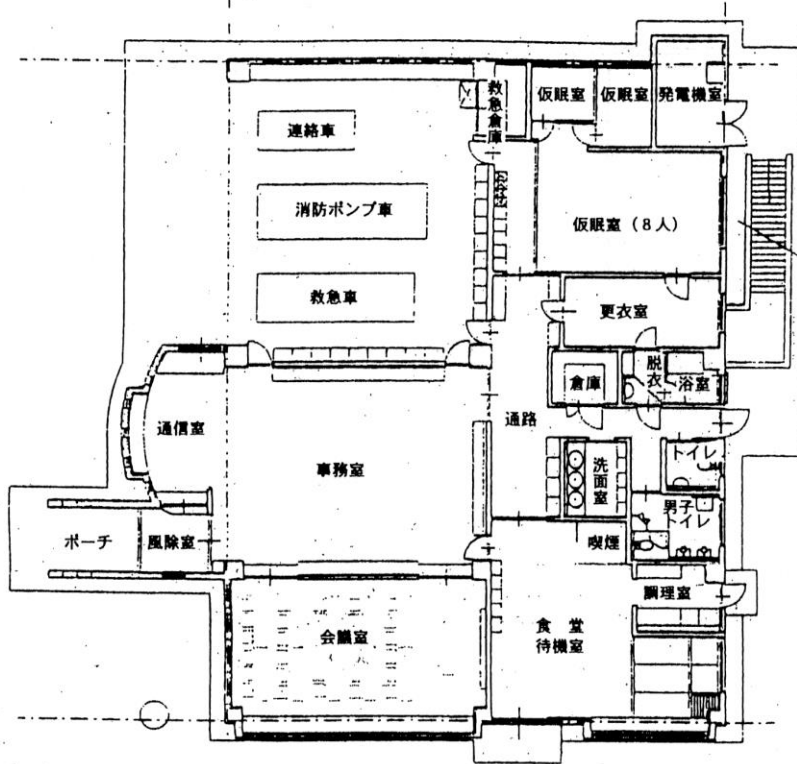 救急倉庫
仮眠室
仮眠室
発電機室
連絡車
消防ポンプ車
仮眠室（8人）
救急車
更衣室
倉庫
脱衣
浴室
通信室
通路
トイレ
事務室
洗面室
男子
トイレ
ポーチ
風除室
喫煙
調理室
会議室
食堂
待機室